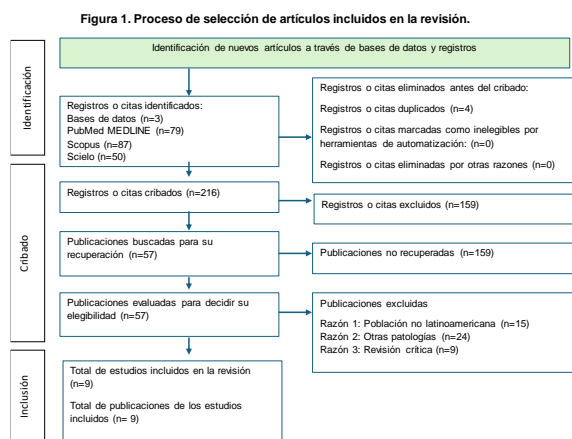 Figura 1. Proceso de selección de artículos incluidos en la revisión.
Identificación de nuevos artículos a través de bases de datos y registros
Identificación
Registros o citas identificados:
Bases de datos (n=3)
PubMed MEDLINE (n=79)
Scopus (n=87)
Scielo (n=50)
Registros o citas eliminados antes del cribado:
Registros o citas duplicados (n=4)
Registros o citas marcadas como inelegibles por
herramientas de automatización: (n=0)
Registros o citas eliminadas por otras razones (n=0)
Cribado
Registros o citas cribados (n=216)
Registros o citas excluidos (n=159)
Publicaciones buscadas para su
recuperación (n=57)
Publicaciones no recuperadas (n=159)
Publicaciones evaluadas para decidir su
elegibilidad (n=57)
Publicaciones excluidas
Razón 1: Población no latinoamericana (n=15)
Razón 2: Otras patologías (n=24)
Razón 3: Revisión crítica (n=9)
Inclusión
Total de estudios incluidos en la revisión
(n=9)
Total de publicaciones de los estudios
incluidos (n= 9)